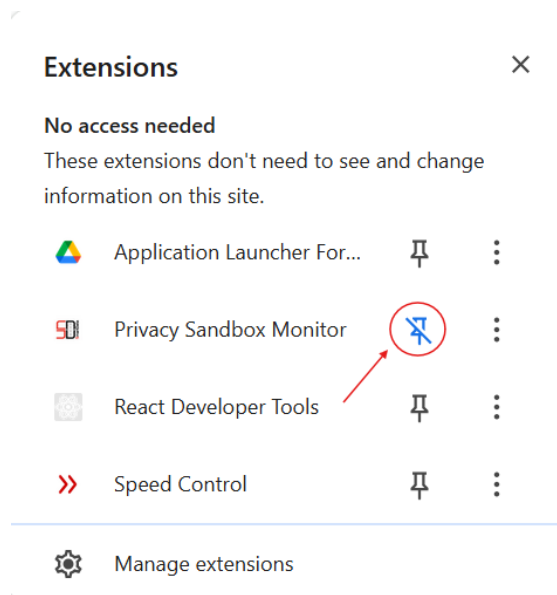 Extensions
No access needed
These extensions don't need to see and change
information on this site.
Application Launcher For...
SDI Privacy Sandbox Monitor
React Developer Tools
Speed Control
Manage extensions